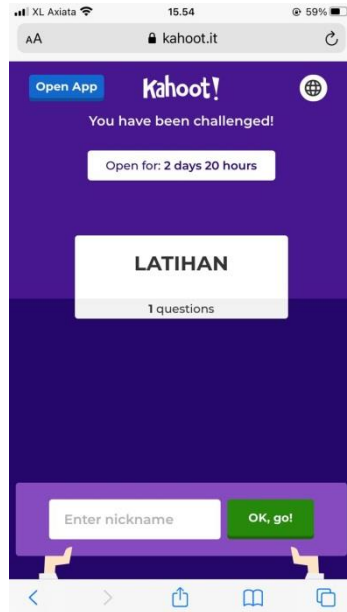 XL Axiata 15.54 59%
AA kahoot.it
Open App Kahoot!
You have been challenged!
Open for: 2 days 20 hours
LATIHAN
1 questions
Enter nickname OK, go!